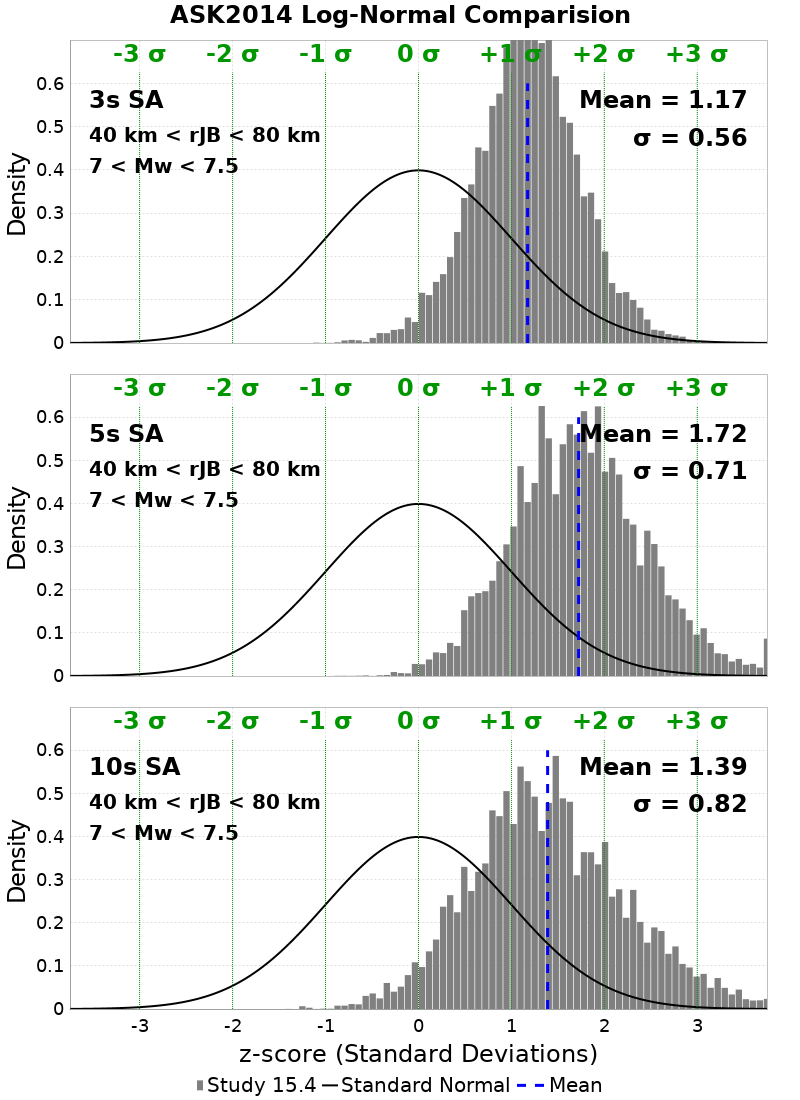 ASK2014 Log-Normal Comparision
-3 σ -2 σ -1 σ 0 σ +1 σ +2 σ +3 σ
0.6
3s SA Mean = 1.17
0.5
40 km < rJB < 80 km σ = 0.56
0.4
7 < Mw < 7.5
Density
0.3
0.2
0.1
0
-3 σ -2 σ -1 σ 0 σ +1 σ +2 σ +3 σ
0.6
5s SA Mean = 1.72
0.5
40 km < rJB < 80 km σ = 0.71
0.4
7 < Mw < 7.5
Density
0.3
0.2
0.1
0
-3 σ -2 σ -1 σ 0 σ +1 σ +2 σ +3 σ
0.6
10s SA Mean = 1.39
0.5
40 km < rJB < 80 km σ = 0.82
0.4
7 < Mw < 7.5
Density
0.3
0.2
0.1
0
-3 -2 -1 0 1 2 3
z-score (Standard Deviations)
Study 15.4 Standard Normal Mean